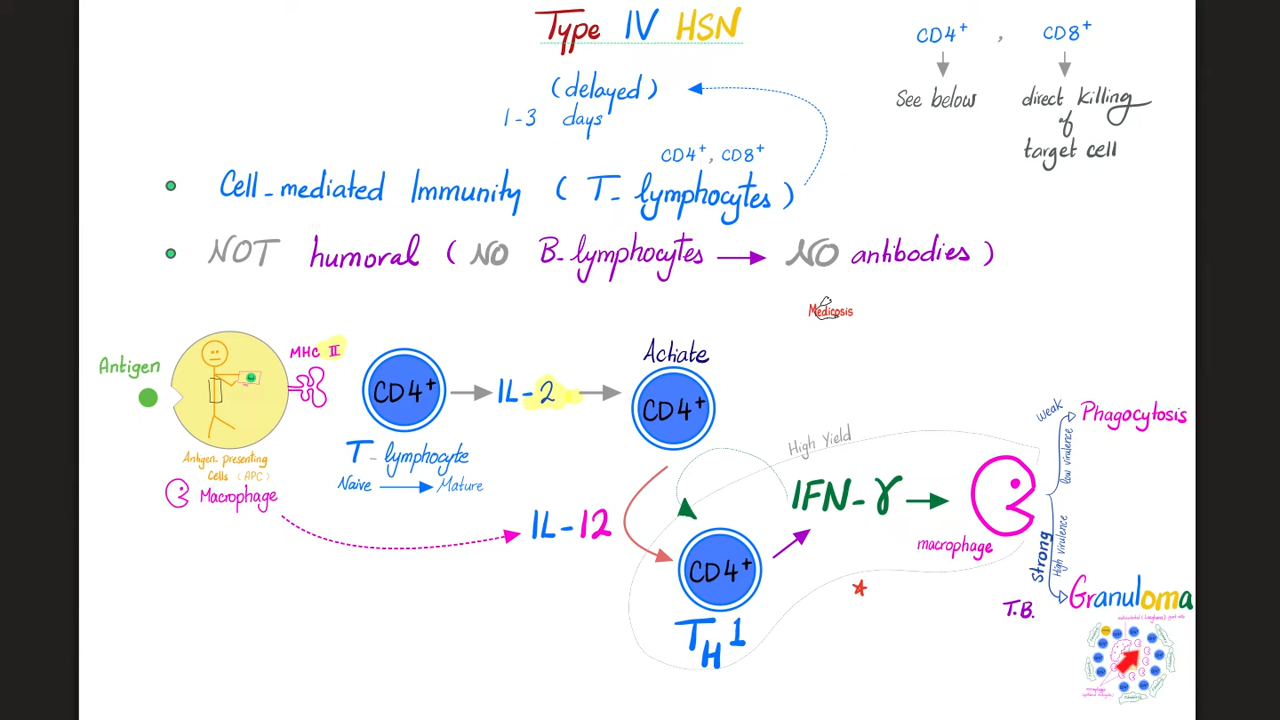 Type IV HSN
(delayed)
1-3 days
CD4+ , CD8+
See below
direct killing
of
target cell
CD4+, CD8+
Cell-mediated Immunity ( T-lymphocytes )
NOT humoral ( NO B-lymphocytes → NO antibodies )
Medicosis
Antigen
MHC II
Antigen-presenting
Cells (APC)
Macrophage
CD4+
T-lymphocyte
Naive → Mature
IL-2
Activate
CD4+
IL-12
CD4+
TH1
High Yield
IFN-γ
macrophage
weak
low virulence
Phagocytosis
strong
High virulence
T.B.
Granuloma